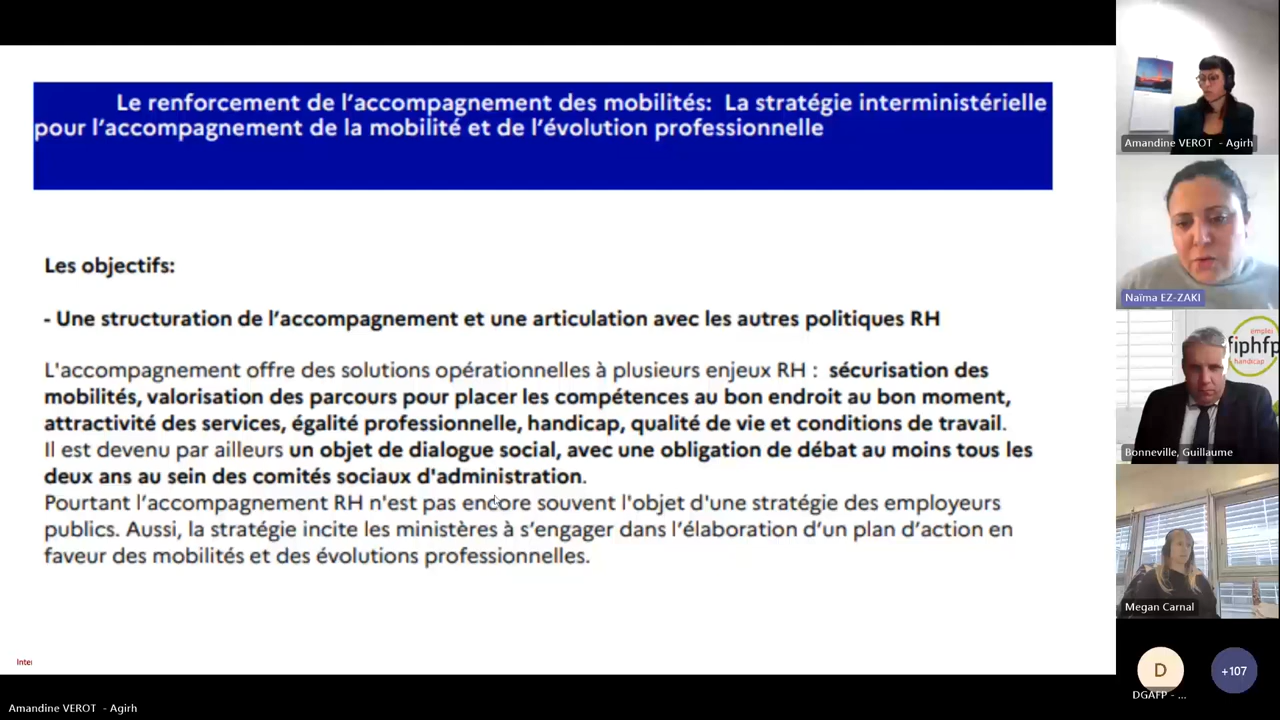 Le renforcement de l’accompagnement des mobilités: La stratégie interministérielle
pour l’accompagnement de la mobilité et de l’évolution professionnelle
Les objectifs:
- Une structuration de l’accompagnement et une articulation avec les autres politiques RH
L'accompagnement offre des solutions opérationnelles à plusieurs enjeux RH : sécurisation des
mobilités, valorisation des parcours pour placer les compétences au bon endroit au bon moment,
attractivité des services, égalité professionnelle, handicap, qualité de vie et conditions de travail.
Il est devenu par ailleurs un objet de dialogue social, avec une obligation de débat au moins tous les
deux ans au sein des comités sociaux d'administration.
Pourtant l’accompagnement RH n'est pas encore souvent l'objet d'une stratégie des employeurs
publics. Aussi, la stratégie incite les ministères à s’engager dans l’élaboration d’un plan d’action en
faveur des mobilités et des évolutions professionnelles.
Inter
Amandine VEROT - Agirh
Amandine VEROT - Agirh
Naïma EZ-ZAKI
emploi
fiphfp
handicap
Bonneville, Guillaume
Megan Carnal
D
DGAFP - ...
+107